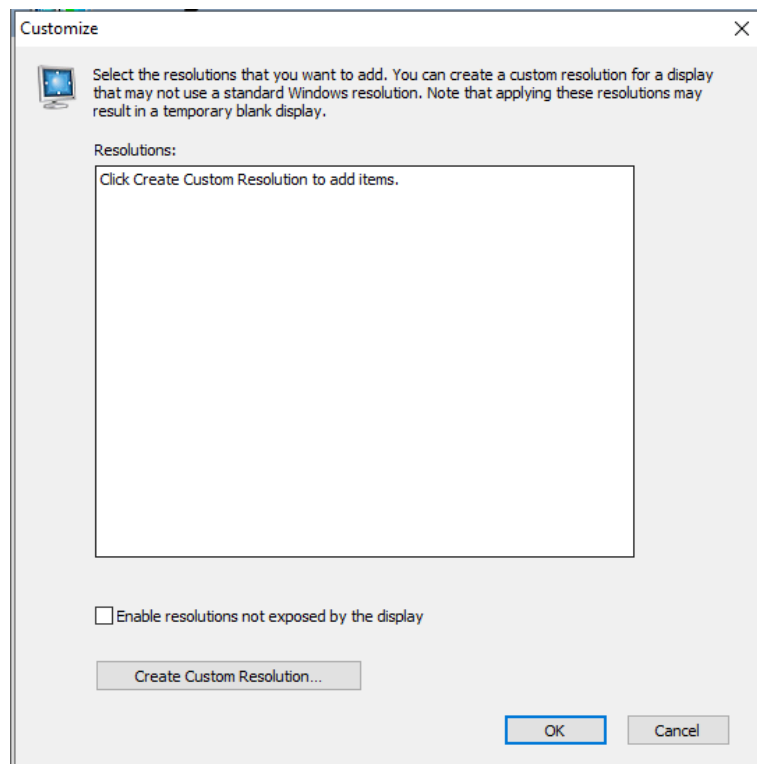 Customize
Select the resolutions that you want to add. You can create a custom resolution for a display
that may not use a standard Windows resolution. Note that applying these resolutions may
result in a temporary blank display.
Resolutions:
Click Create Custom Resolution to add items.
Enable resolutions not exposed by the display
Create Custom Resolution...
OK
Cancel